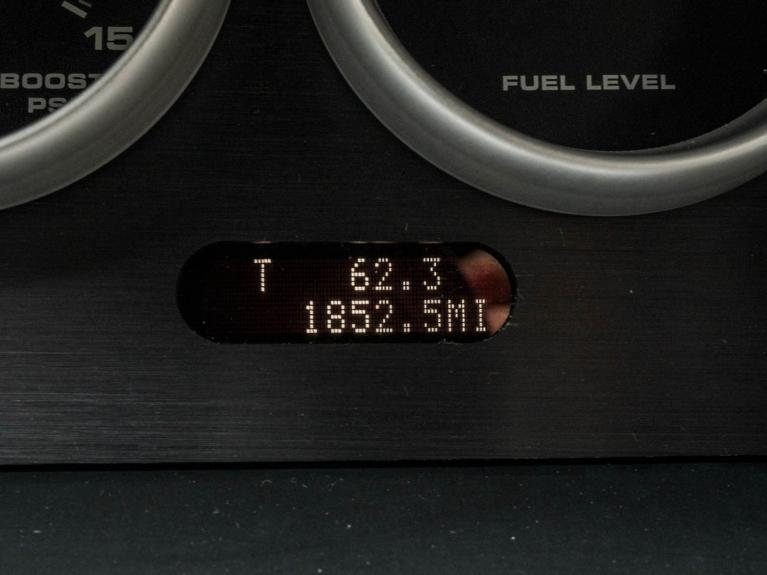 15
BOOST
PS
FUEL LEVEL
T 62.3
1852.5MI